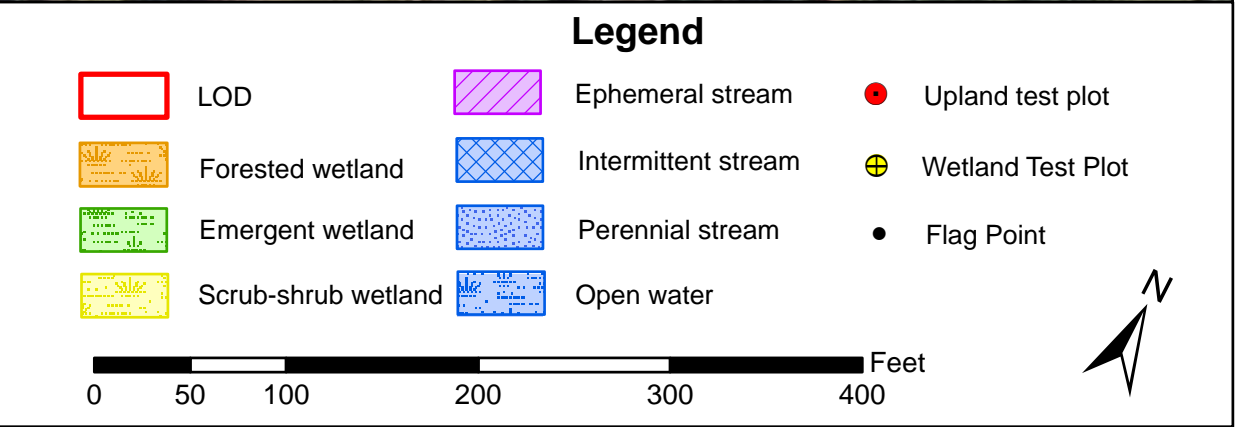 Legend
LOD
Forested wetland
Emergent wetland
Scrub-shrub wetland
Ephemeral stream
Intermittent stream
Perennial stream
Open water
Upland test plot
Wetland Test Plot
Flag Point
N
Feet
0 50 100 200 300 400